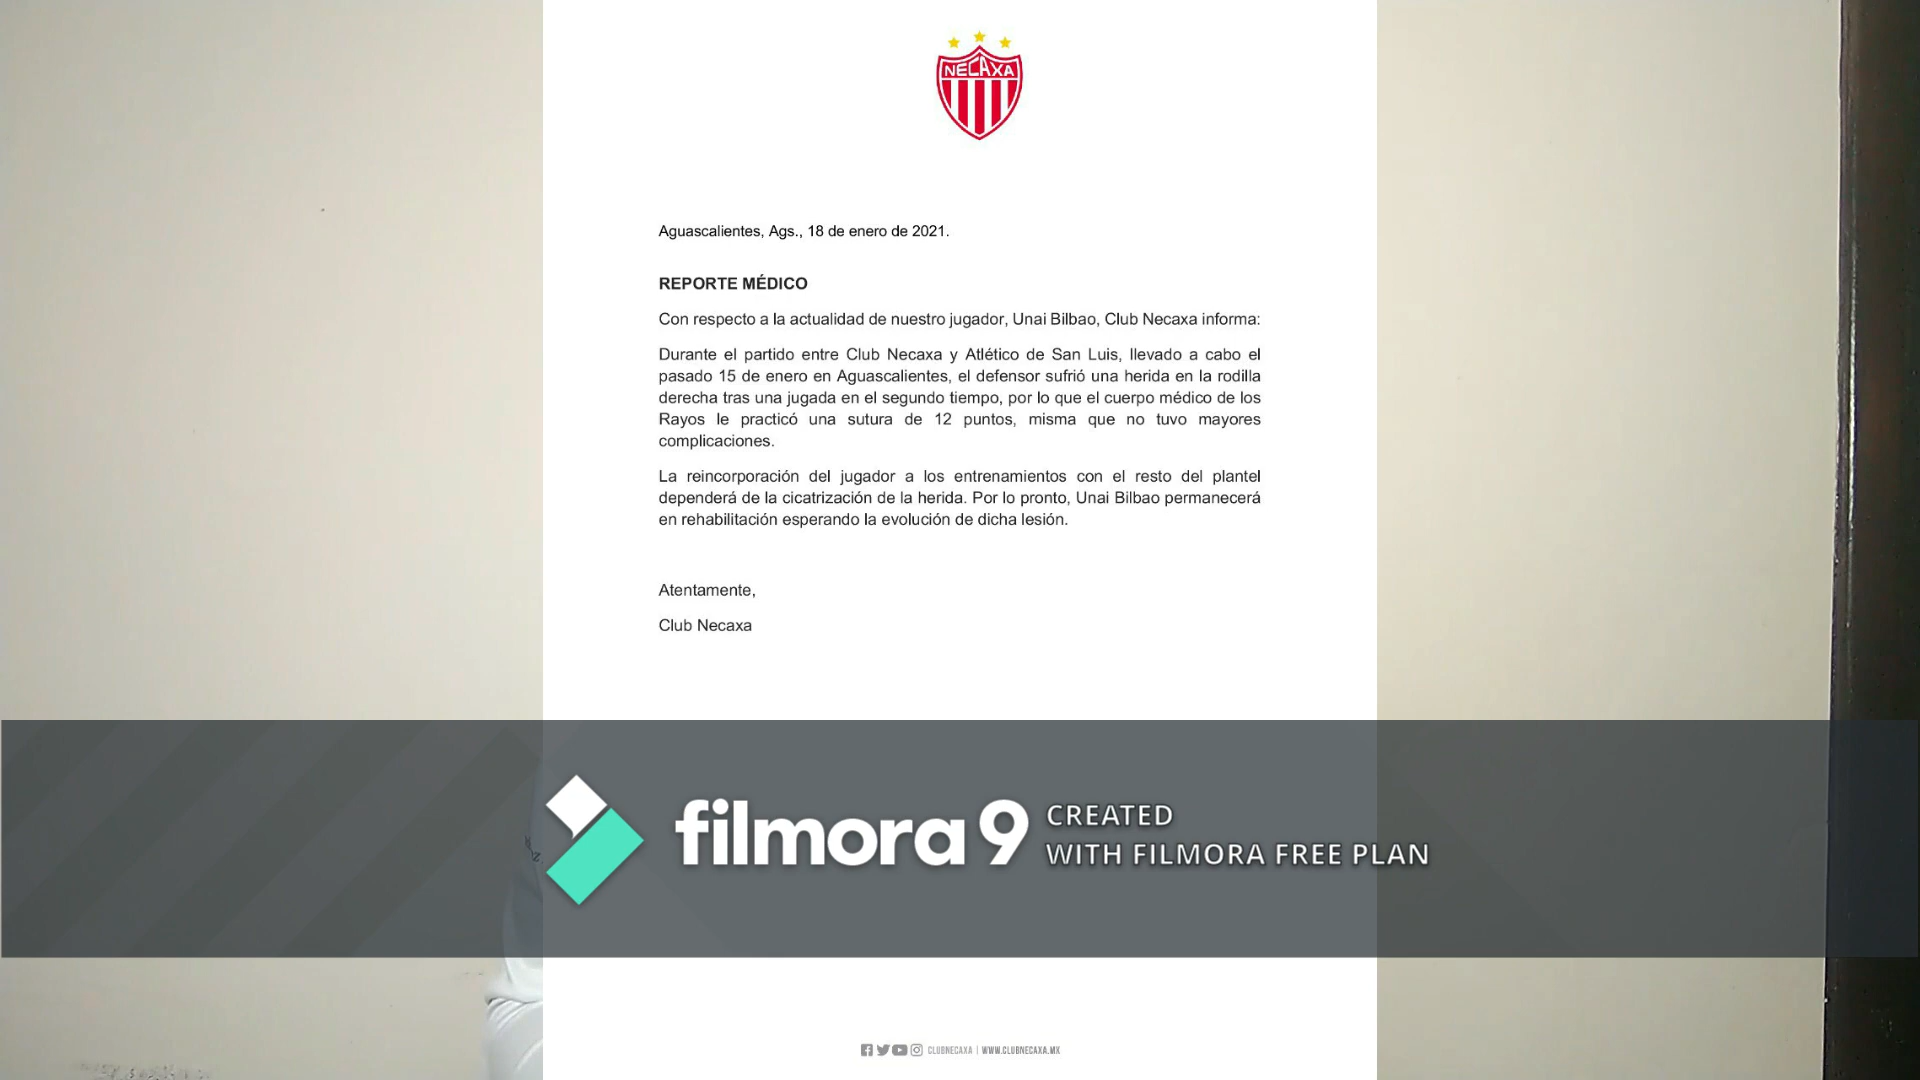 NECAXA
Aguascalientes, Ags., 18 de enero de 2021.
REPORTE MÉDICO
Con respecto a la actualidad de nuestro jugador, Unai Bilbao, Club Necaxa informa:
Durante el partido entre Club Necaxa y Atlético de San Luis, llevado a cabo el
pasado 15 de enero en Aguascalientes, el defensor sufrió una herida en la rodilla
derecha tras una jugada en el segundo tiempo, por lo que el cuerpo médico de los
Rayos le practicó una sutura de 12 puntos, misma que no tuvo mayores
complicaciones.
La reincorporación del jugador a los entrenamientos con el resto del plantel
dependerá de la cicatrización de la herida. Por lo pronto, Unai Bilbao permanecerá
en rehabilitación esperando la evolución de dicha lesión.
Atentamente,
Club Necaxa
filmora9 CREATED
WITH FILMORA FREE PLAN
CLUBNECAXA | WWW.CLUBNECAXA.MX